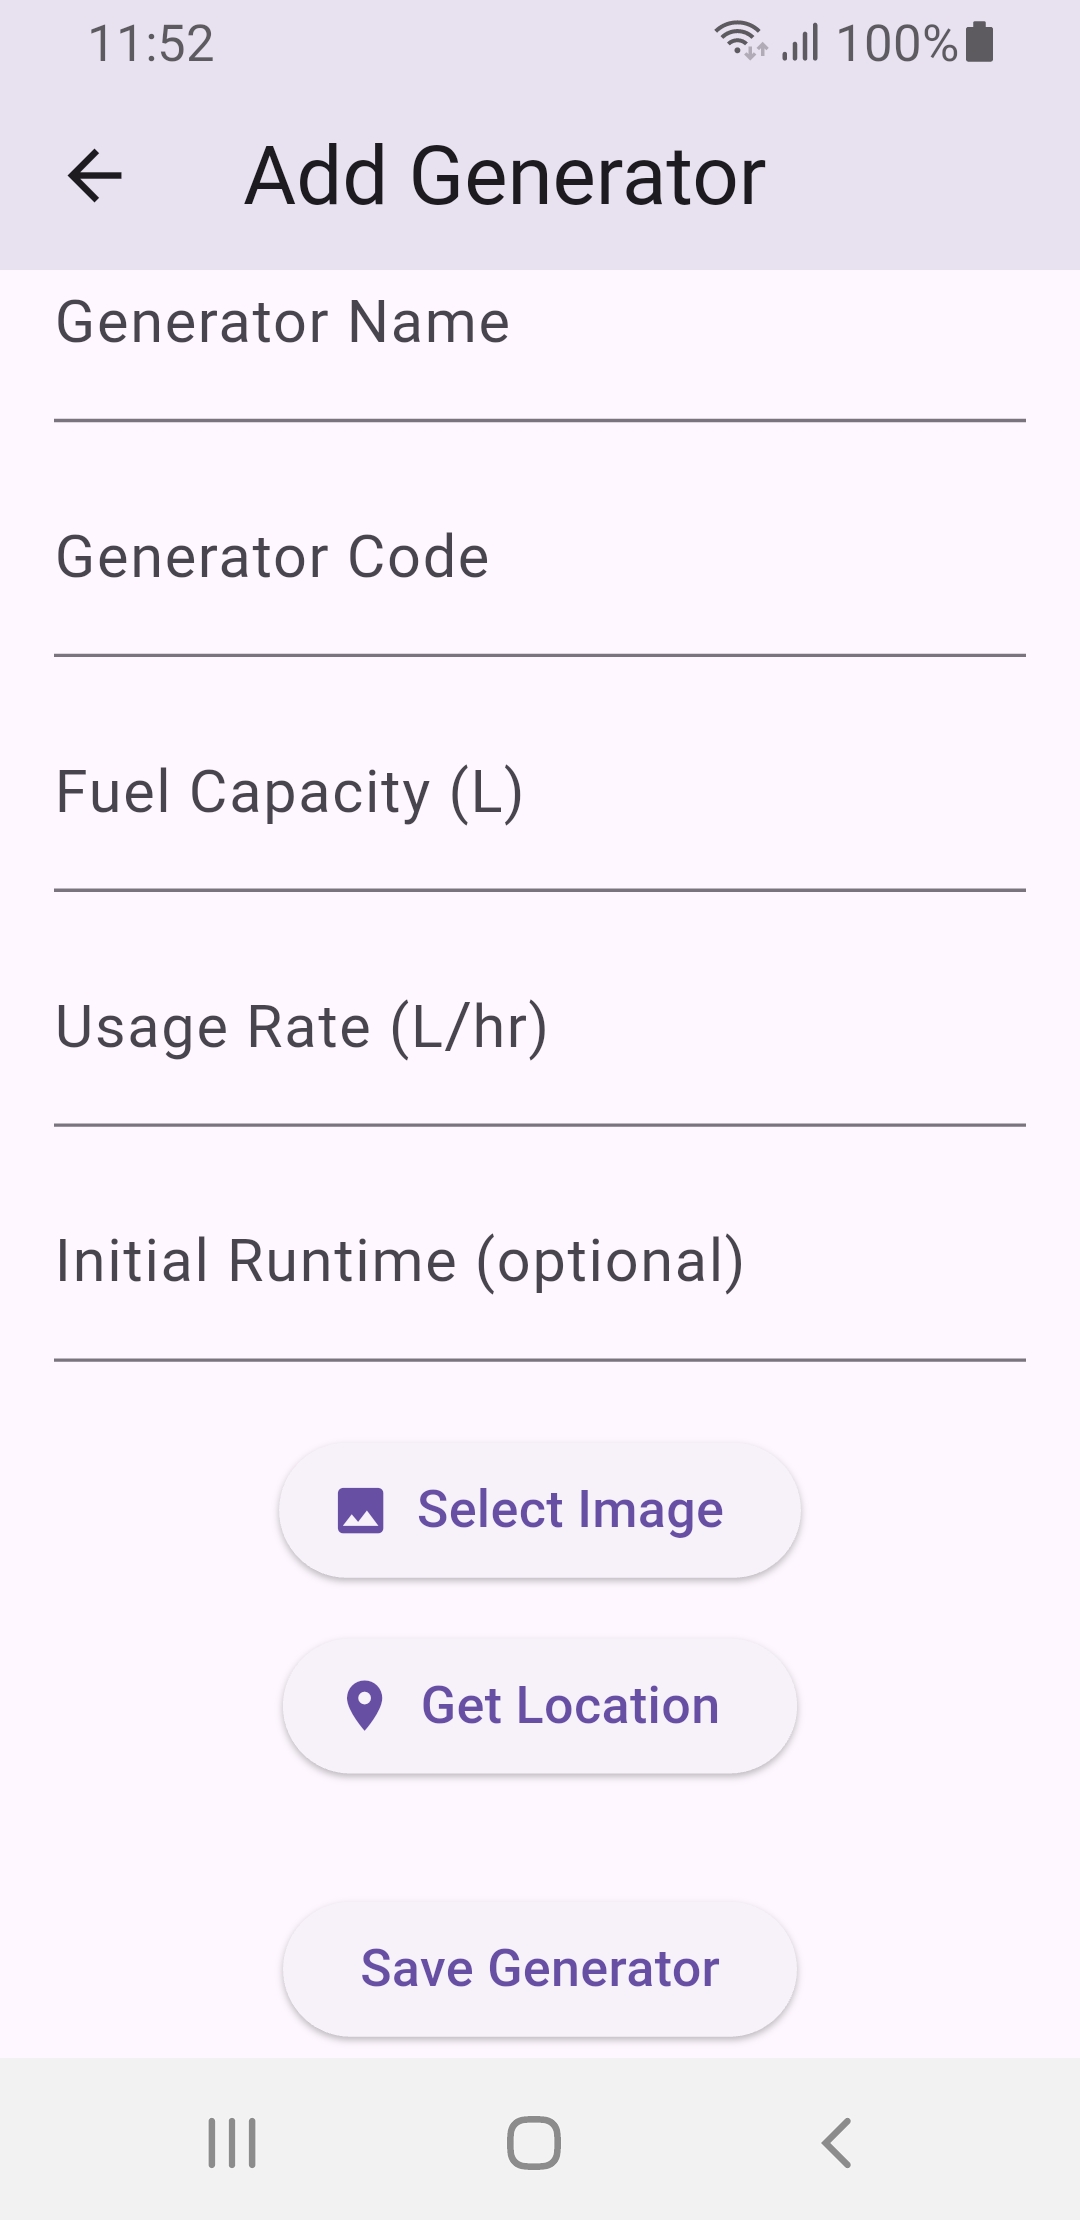 11:52 100%
Add Generator
Generator Name
Generator Code
Fuel Capacity (L)
Usage Rate (L/hr)
Initial Runtime (optional)
Select Image
Get Location
Save Generator